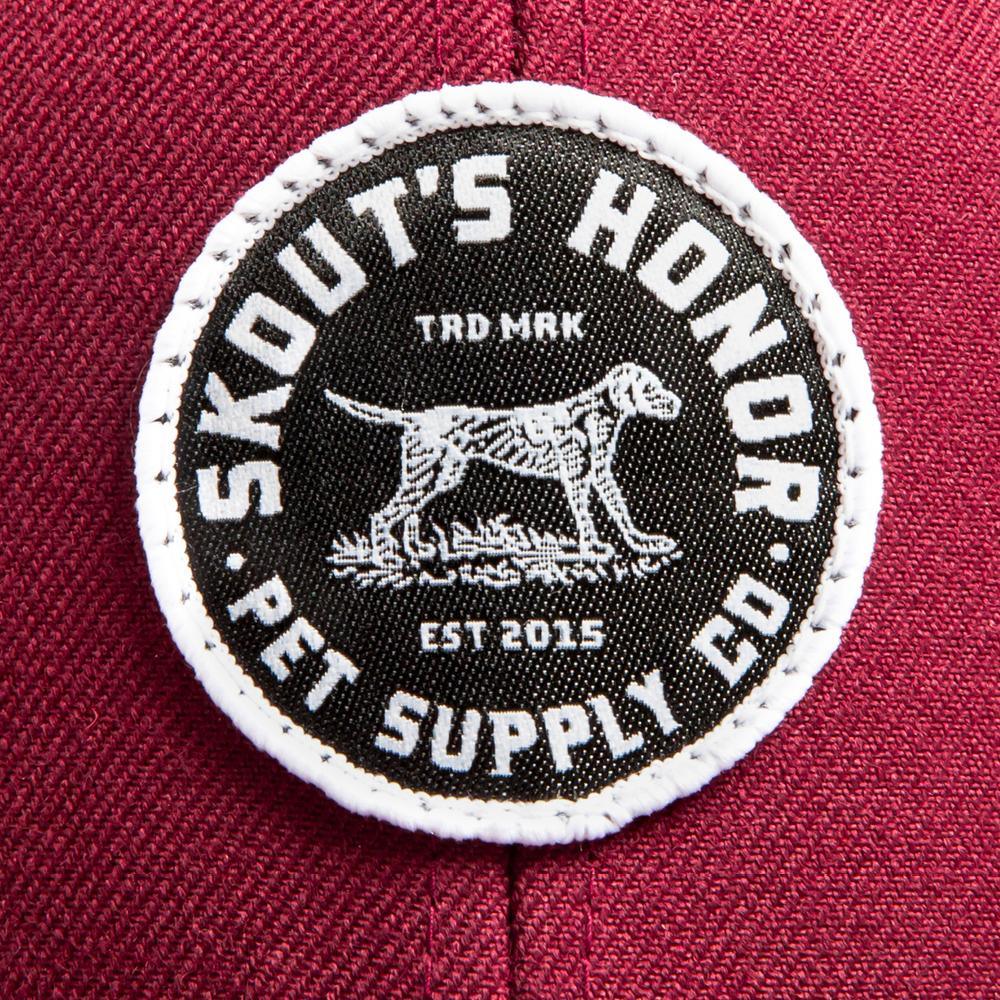 SKOUT'S HONOR
TRD MRK
EST 2015
• PET SUPPLY CO •